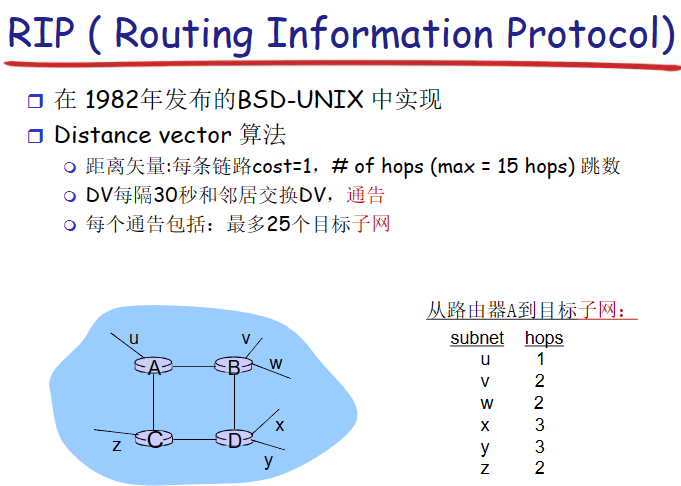 RIP ( Routing Information Protocol)
在 1982年发布的BSD-UNIX 中实现
Distance vector 算法
距离矢量:每条链路cost=1，# of hops (max = 15 hops) 跳数
DV每隔30秒和邻居交换DV，通告
每个通告包括：最多25个目标子网
从路由器A到目标子网：
subnet hops
u 1
v 2
w 2
x 3
y 3
z 2
u
v
A
B
w
x
z
C
D
y